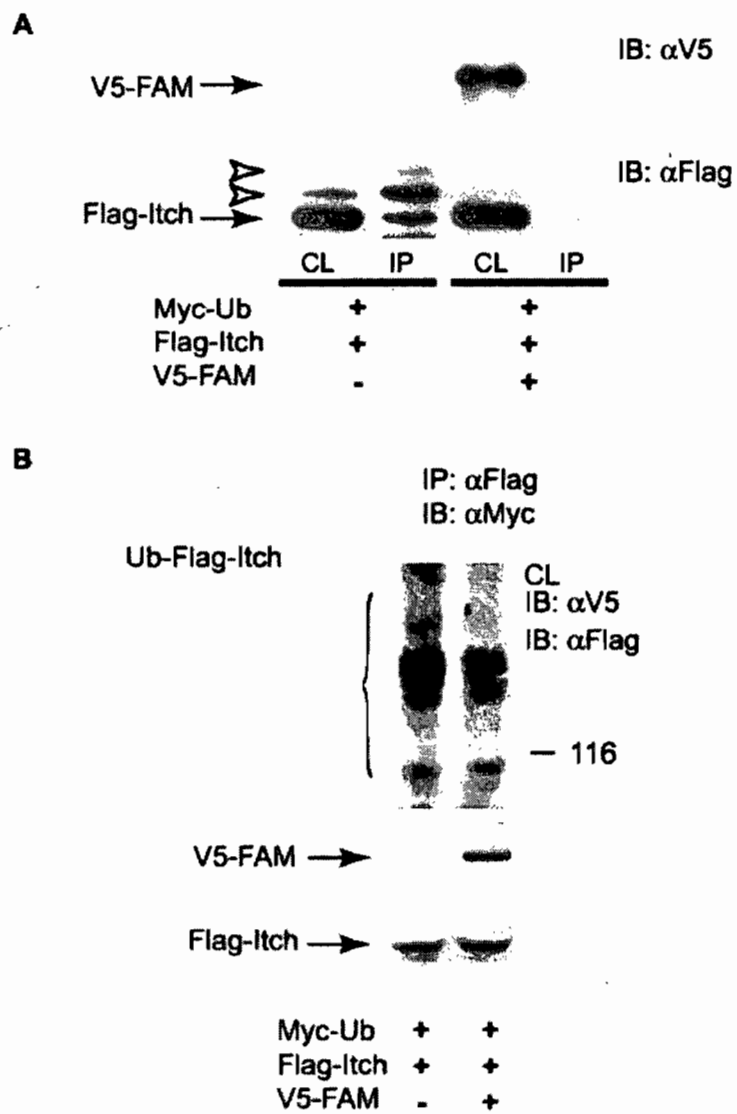 A
IB: αV5
V5-FAM
IB: αFlag
Flag-Itch
CL IP CL IP
Myc-Ub + +
Flag-Itch + +
V5-FAM - +
B
IP: αFlag
IB: αMyc
Ub-Flag-Itch
CL
IB: αV5
IB: αFlag
116
V5-FAM
Flag-Itch
Myc-Ub + +
Flag-Itch + +
V5-FAM - +